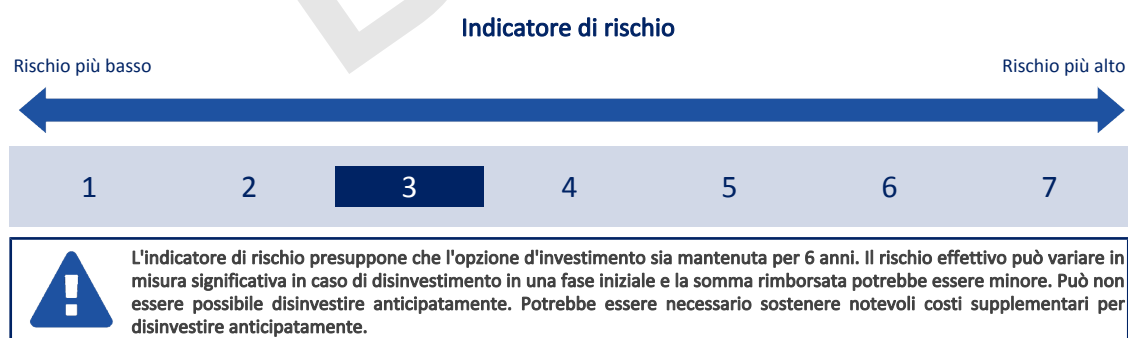 Indicatore di rischio
Rischio più basso
Rischio più alto
1 2 3 4 5 6 7
L'indicatore di rischio presuppone che l'opzione d'investimento sia mantenuta per 6 anni. Il rischio effettivo può variare in
misura significativa in caso di disinvestimento in una fase iniziale e la somma rimborsata potrebbe essere minore. Può non
essere possibile disinvestire anticipatamente. Potrebbe essere necessario sostenere notevoli costi supplementari per
disinvestire anticipatamente.